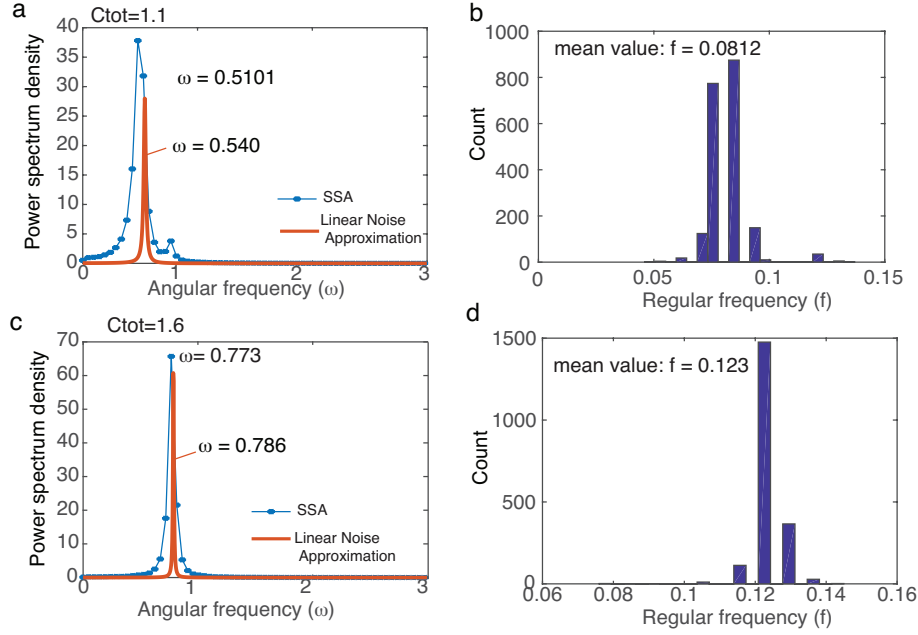 a
Ctot=1.1
40
35
30
25
20
15
10
5
0
0
1
2
3
Power spectrum density
Angular frequency (ω)
ω = 0.5101
ω = 0.540
SSA
Linear Noise
Approximation
b
mean value: f = 0.0812
1000
800
600
400
200
0
0
0.05
0.1
0.15
Count
Regular frequency (f)
c
Ctot=1.6
70
60
50
40
30
20
10
0
0
1
2
3
Power spectrum density
Angular frequency (ω)
ω= 0.773
ω = 0.786
SSA
Linear Noise
Approximation
d
mean value: f = 0.123
1500
1000
500
0
0.06
0.08
0.1
0.12
0.14
0.16
Count
Regular frequency (f)